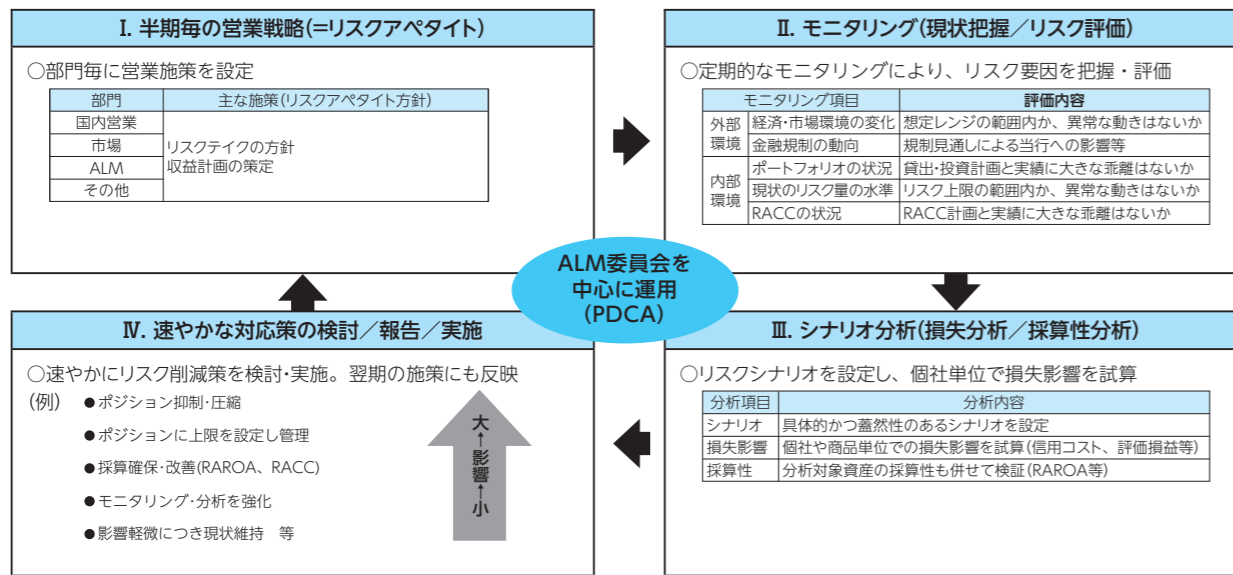 Ⅰ. 半期毎の営業戦略(=リスクアペタイト)
○部門毎に営業施策を設定
部門 主な施策(リスクアペタイト方針)
国内営業
市場
ALM
その他
リスクテイクの方針
収益計画の策定
Ⅱ. モニタリング(現状把握／リスク評価)
○定期的なモニタリングにより、リスク要因を把握・評価
モニタリング項目 評価内容
外部環境
経済・市場環境の変化 想定レンジの範囲内か、異常な動きはないか
金融規制の動向 規制見通しによる当行への影響等
内部環境
ポートフォリオの状況 貸出・投資計画と実績に大きな乖離はないか
現状のリスク量の水準 リスク上限の範囲内か、異常な動きはないか
RACCの状況 RACC計画と実績に大きな乖離はないか
ALM委員会を
中心に運用
(PDCA)
Ⅲ. シナリオ分析(損失分析／採算性分析)
○リスクシナリオを設定し、個社単位で損失影響を試算
分析項目 分析内容
シナリオ 具体的かつ蓋然性のあるシナリオを設定
損失影響 個社や商品単位での損失影響を試算(信用コスト、評価損益等)
採算性 分析対象資産の採算性も併せて検証(RAROA等)
Ⅳ. 速やかな対応策の検討／報告／実施
○速やかにリスク削減策を検討・実施。翌期の施策にも反映
(例) ●ポジション抑制・圧縮
●ポジションに上限を設定し管理
●採算確保・改善(RAROA、RACC)
●モニタリング・分析を強化
●影響軽微につき現状維持　等
大↑影響↑小